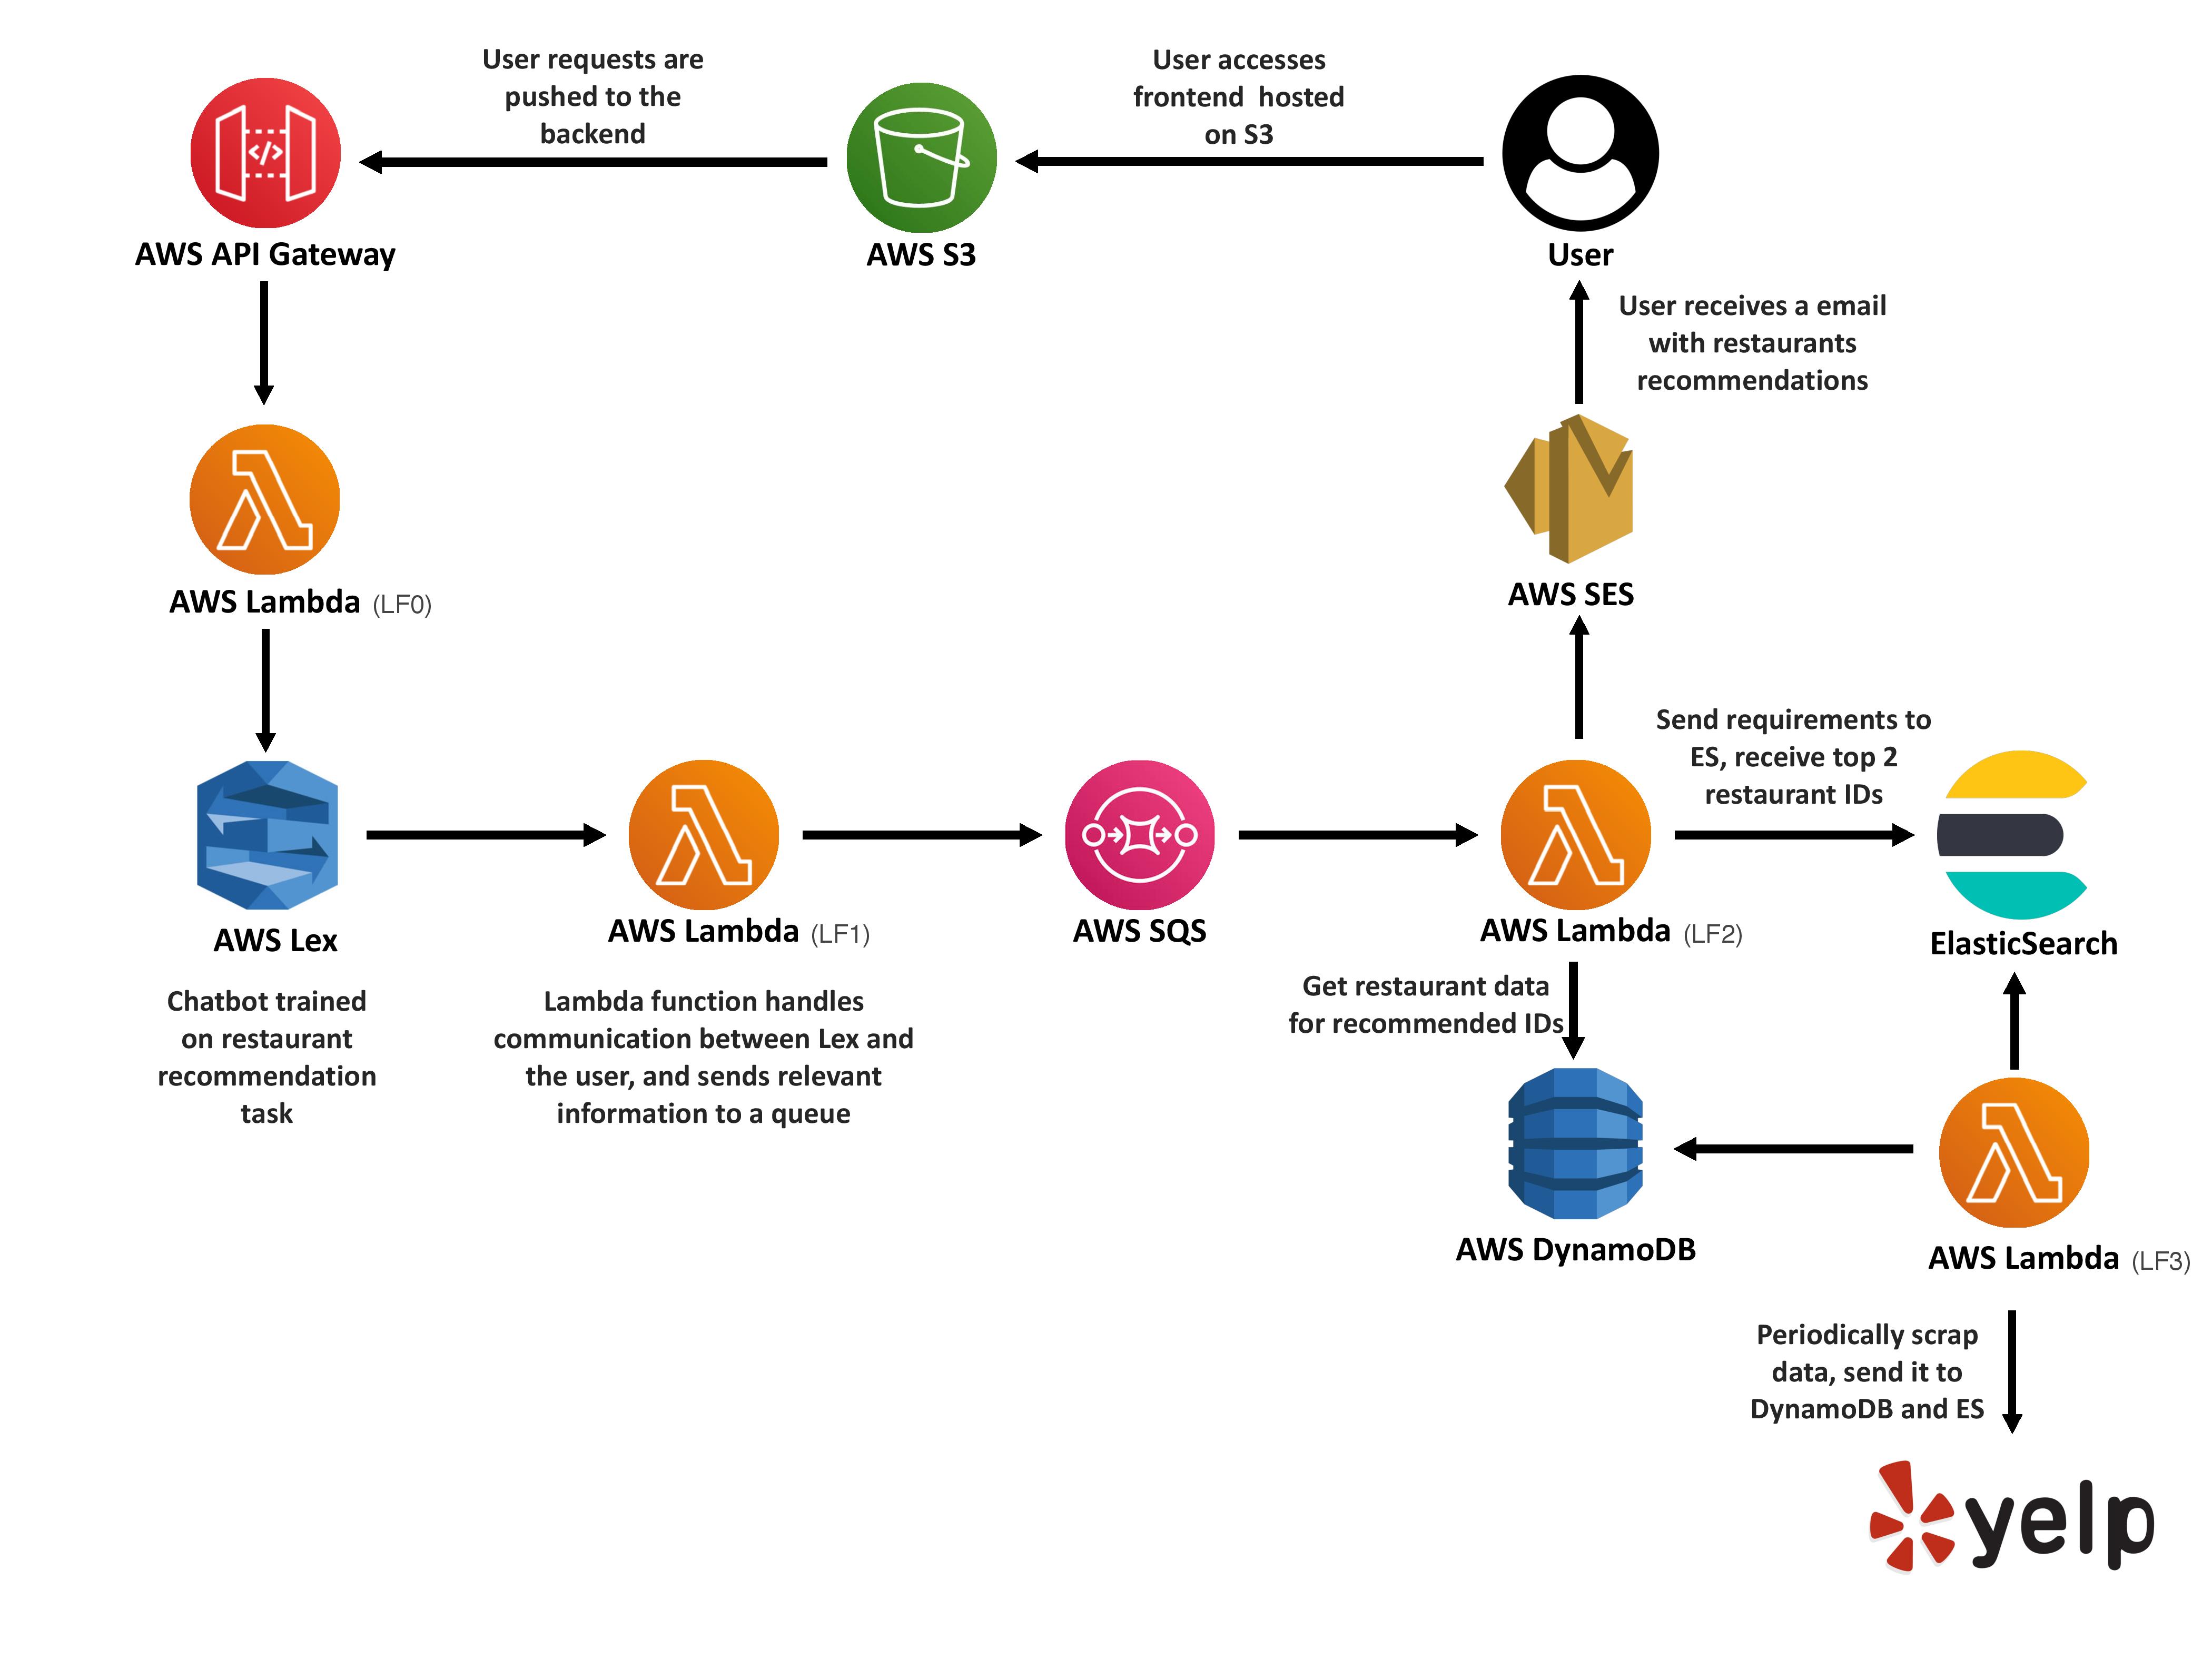 User requests are
pushed to the
backend
User accesses
frontend  hosted
on S3
AWS API Gateway
AWS S3
User
User receives a email
with restaurants
recommendations
AWS Lambda (LF0)
AWS SES
Send requirements to
ES, receive top 2
restaurant IDs
AWS Lex
AWS Lambda (LF1)
AWS SQS
AWS Lambda (LF2)
ElasticSearch
Chatbot trained
on restaurant
recommendation
task
Lambda function handles
communication between Lex and
the user, and sends relevant
information to a queue
Get restaurant data
for recommended IDs
AWS DynamoDB
AWS Lambda (LF3)
Periodically scrap
data, send it to
DynamoDB and ES
yelp